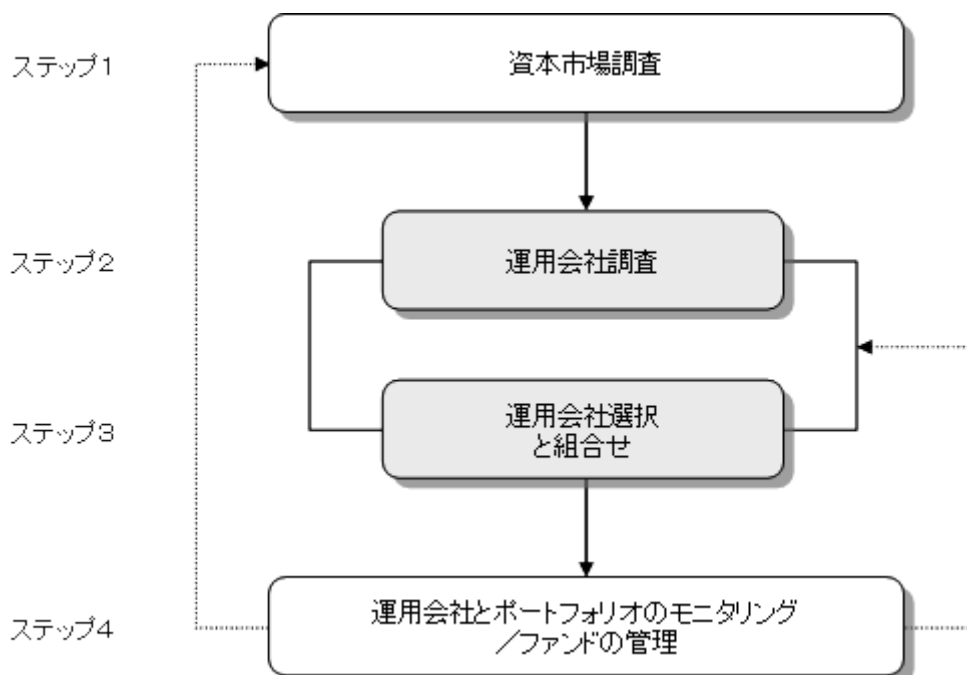 ステップ1
資本市場調査
ステップ2
運用会社調査
ステップ3
運用会社選択
と組合せ
ステップ4
運用会社とポートフォリオのモニタリング
／ファンドの管理